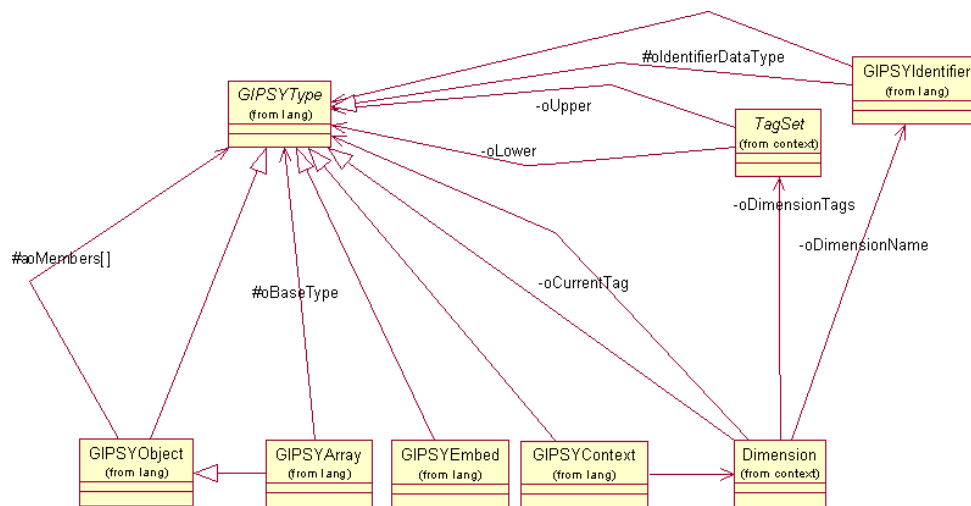 #oIdentifierDataType
GIPSYIdentifier
(from lang)
GIPSYType
(from lang)
-oUpper
TagSet
(from context)
-oLower
-oDimensionTags
-oDimensionName
#aoMembers[]
#oBaseType
-oCurrentTag
GIPSYObject
(from lang)
GIPSYArray
(from lang)
GIPSYEmbed
(from lang)
GIPSYContext
(from lang)
Dimension
(from context)